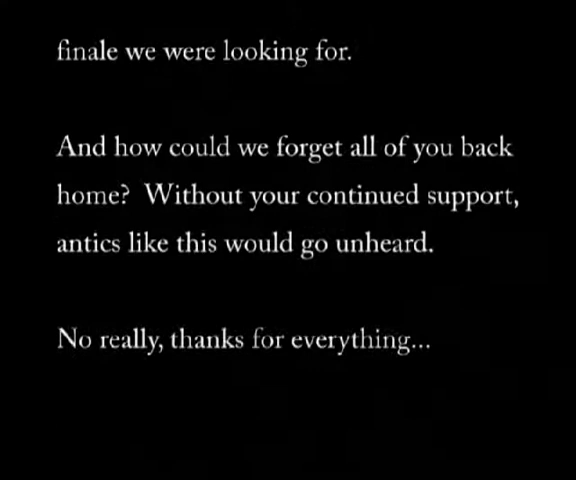 finale we were looking for.
And how could we forget all of you back
home?  Without your continued support,
antics like this would go unheard.
No really, thanks for everything...